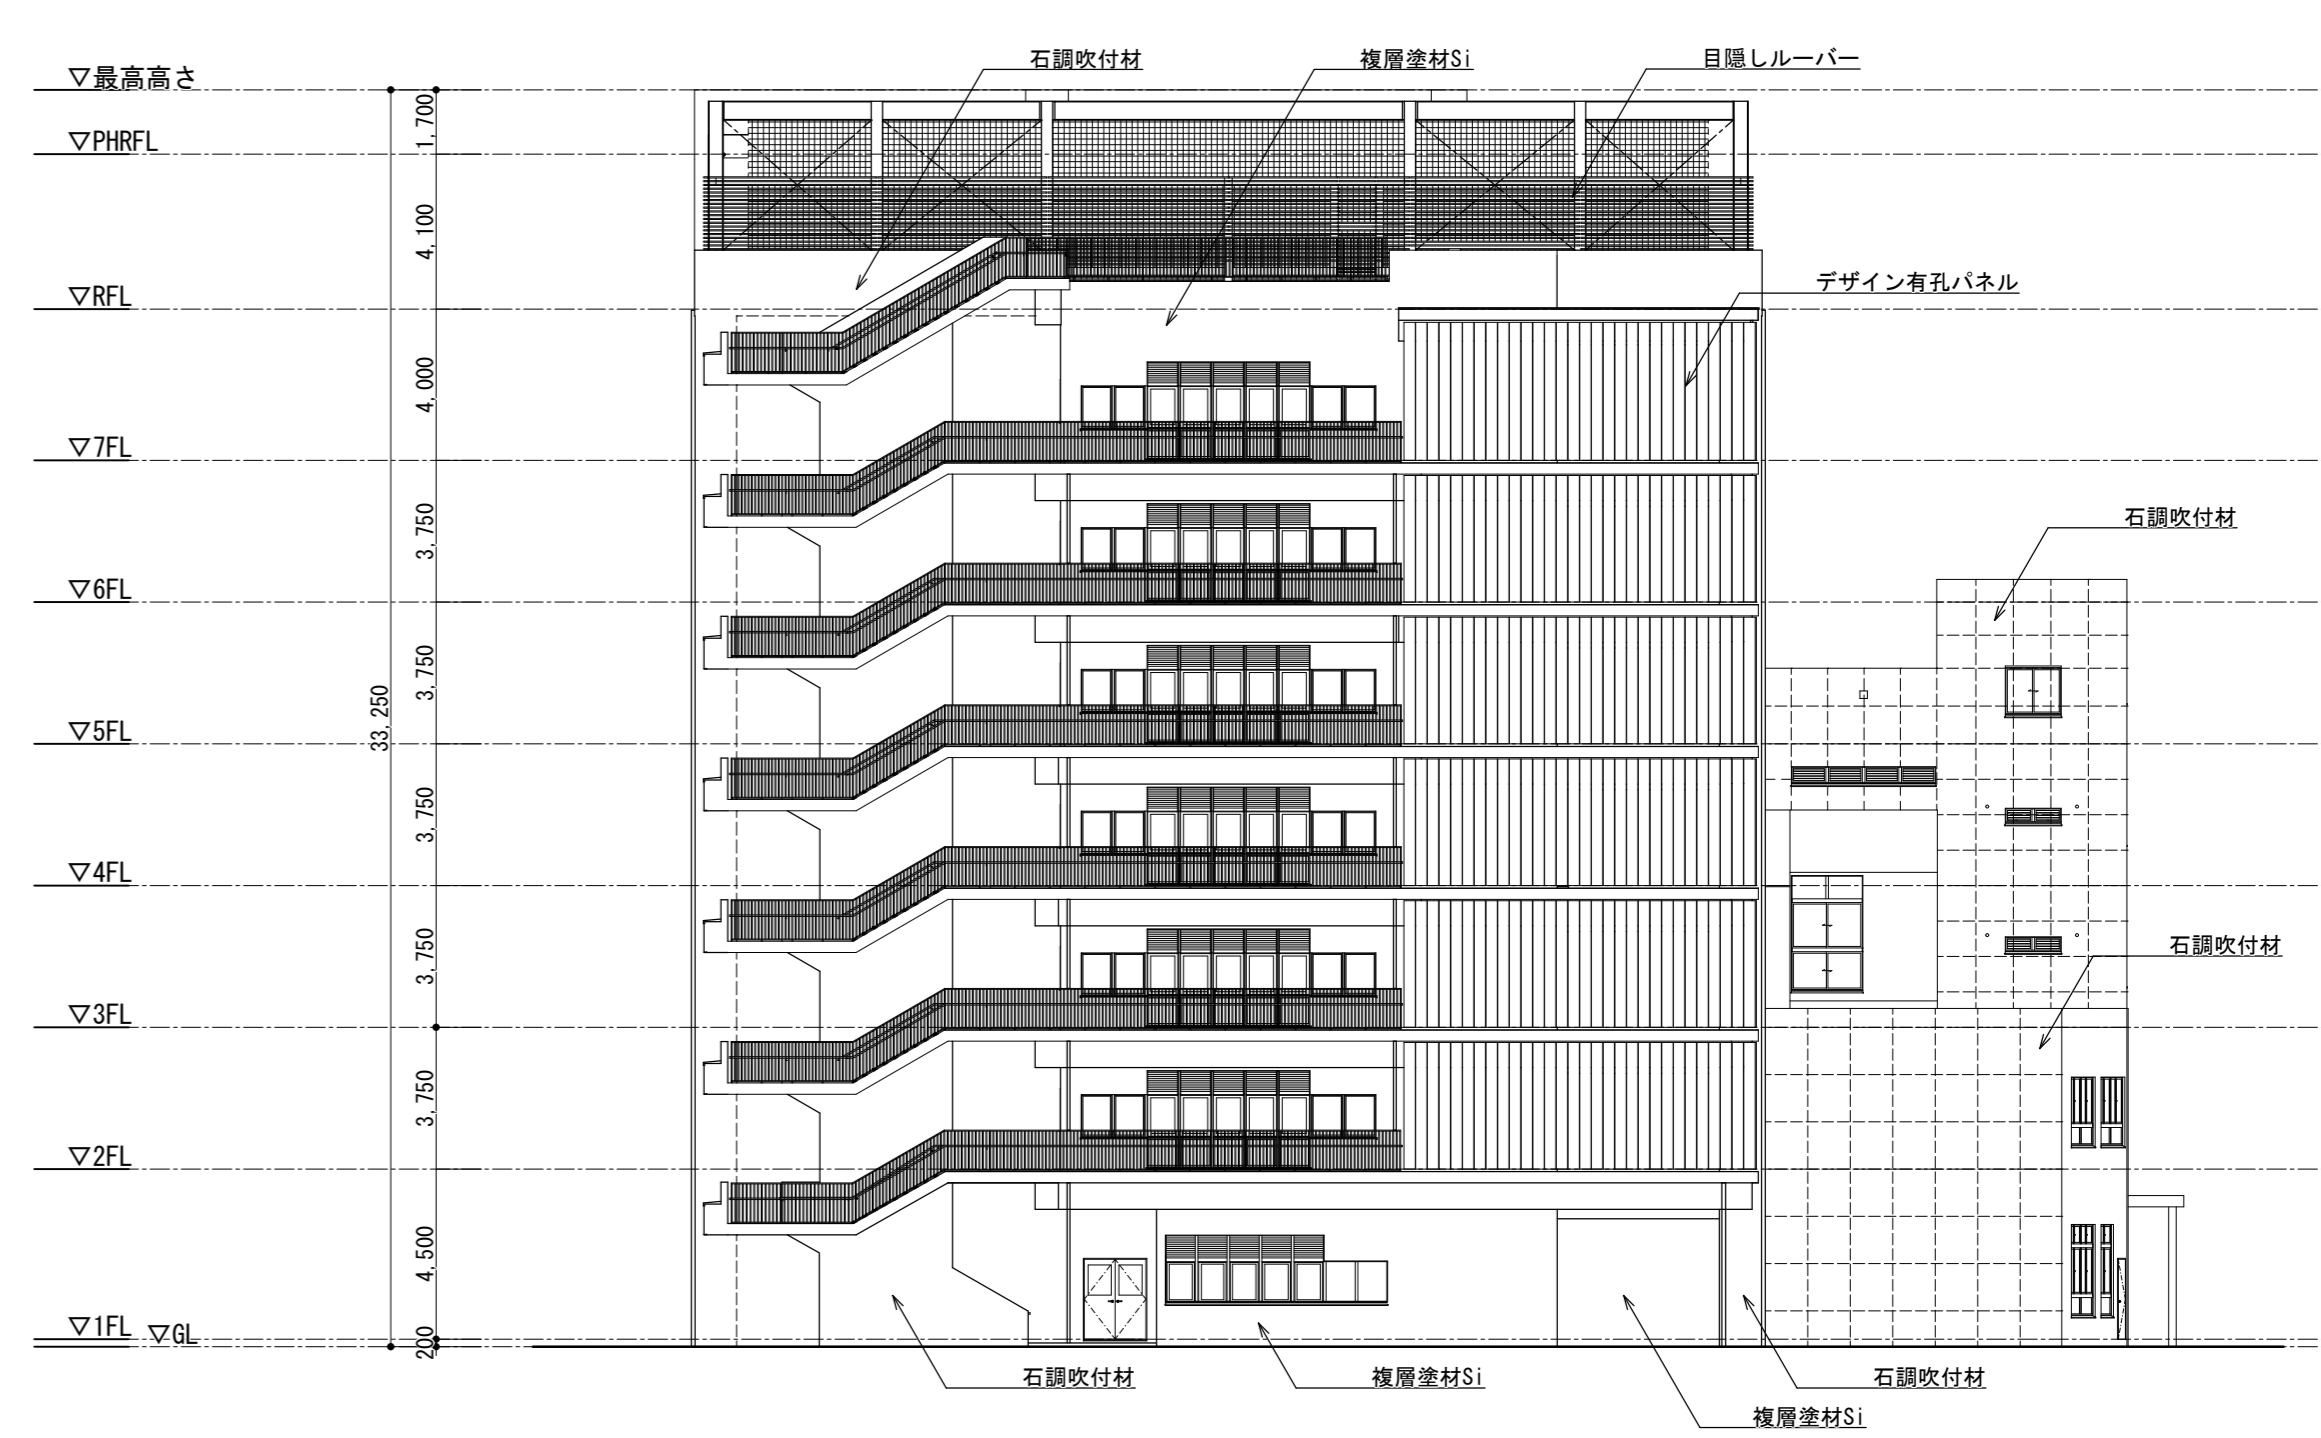 石調吹付材
複層塗材Si
目隠しルーバー
▽最高高さ
1,700
▽PHRFL
4,100
デザイン有孔パネル
▽RFL
4,000
▽7FL
3,750
石調吹付材
▽6FL
3,750
33,250
▽5FL
3,750
▽4FL
3,750
石調吹付材
▽3FL
3,750
▽2FL
4,500
▽1FL
▽GL
200
石調吹付材
複層塗材Si
石調吹付材
複層塗材Si